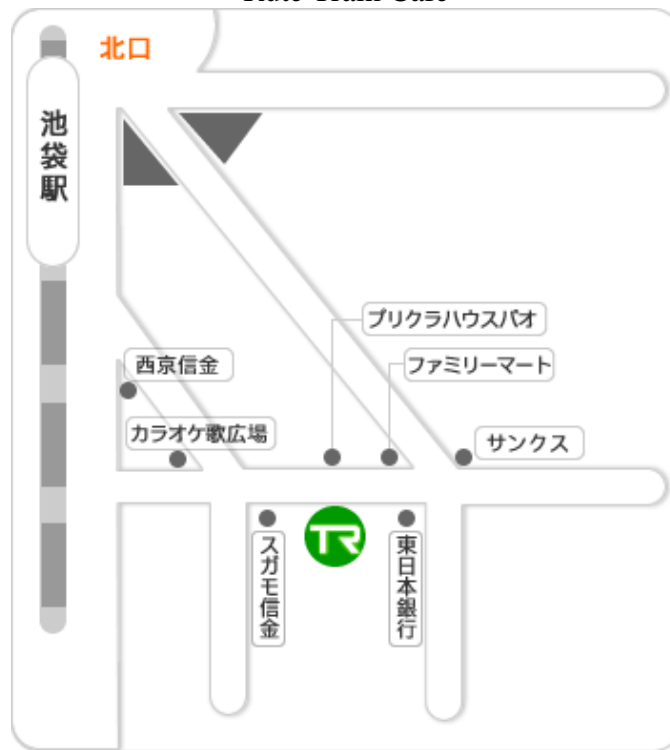 北口
池袋駅
プリクラハウスパオ
西京信金
ファミリーマート
カラオケ歌広場
サンクス
TR
スガモ信金
東日本銀行